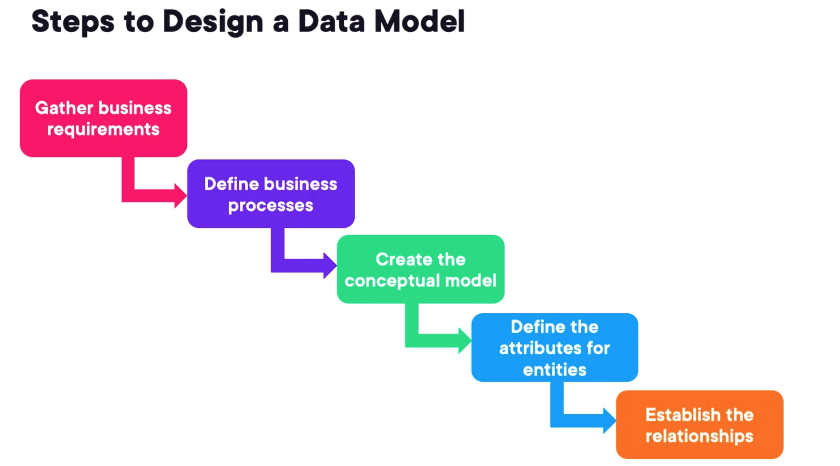 Steps to Design a Data Model
Gather business
requirements
Define business
processes
Create the
conceptual model
Define the
attributes for
entities
Establish the
relationships